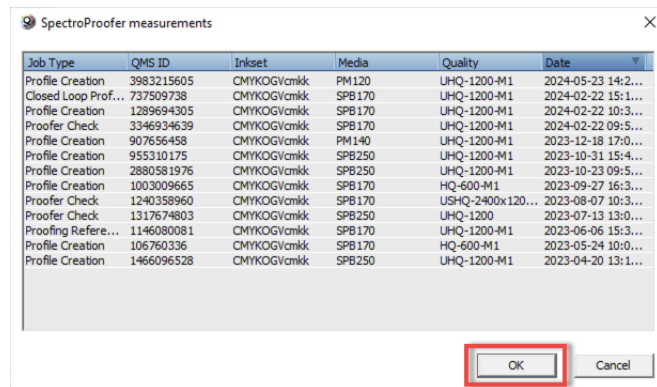 SpectroProofer measurements
Job Type QMS ID Inkset Media Quality Date
Profile Creation 3983215605 CMYKOGVcmkk PM120 UHQ-1200-M1 2024-05-23 14:2...
Closed Loop Prof... 737509738 CMYKOGVcmkk SPB170 UHQ-1200-M1 2024-02-22 15:1...
Profile Creation 1289694305 CMYKOGVcmkk SPB170 UHQ-1200-M1 2024-02-22 10:3...
Proofer Check 3346934639 CMYKOGVcmkk SPB170 UHQ-1200-M1 2024-02-22 09:5...
Profile Creation 907656458 CMYKOGVcmkk PM140 UHQ-1200-M1 2023-12-18 17:0...
Profile Creation 955310175 CMYKOGVcmkk SPB250 UHQ-1200-M1 2023-10-31 15:4...
Profile Creation 2880581976 CMYKOGVcmkk SPB250 UHQ-1200-M1 2023-10-23 09:5...
Profile Creation 1003009665 CMYKOGVcmkk SPB170 HQ-600-M1 2023-09-27 16:3...
Proofer Check 1240358960 CMYKOGVcmkk SPB170 USHQ-2400x120... 2023-08-07 10:3...
Proofer Check 1317674803 CMYKOGVcmkk SPB250 UHQ-1200 2023-07-13 13:0...
Proofing Refere... 1146080081 CMYKOGVcmkk SPB170 UHQ-1200-M1 2023-06-06 15:3...
Profile Creation 106760336 CMYKOGVcmkk SPB170 HQ-600-M1 2023-05-24 10:0...
Profile Creation 1466096528 CMYKOGVcmkk SPB250 UHQ-1200-M1 2023-04-20 13:1...
OK Cancel